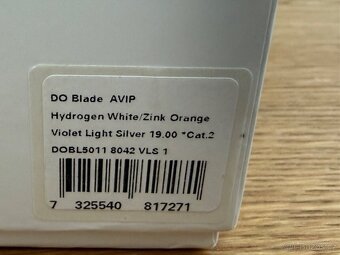 DO Blade AVIP
Hydrogen White/Zink Orange
Violet Light Silver 19.00 *Cat.2
DOBL5011 8042 VLS 1
7 325540 817271